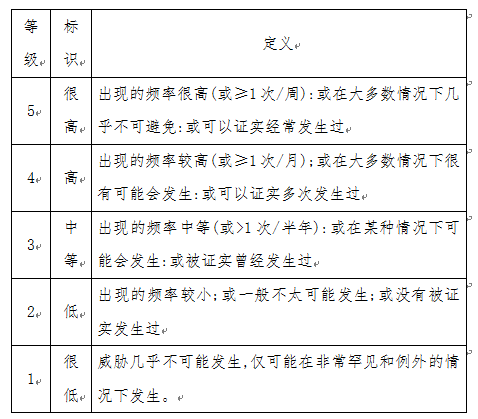 等级 标识 定义
5 很高 出现的频率很高(或≥1次/周):或在大多数情况下几
乎不可避免:或可以证实经常发生过
4 高 出现的频率较高(或≥1次/月);或在大多数情况下很
有可能会发生:或可以证实多次发生过
3 中等 出现的频率中等(或>1次/半年):或在某种情况下可
能会发生:或被证实曾经发生过
2 低 出现的频率较小;或一般不太可能发生;或没有被证
实发生过
1 很低 威胁几乎不可能发生,仅可能在非常罕见和例外的情
况下发生。